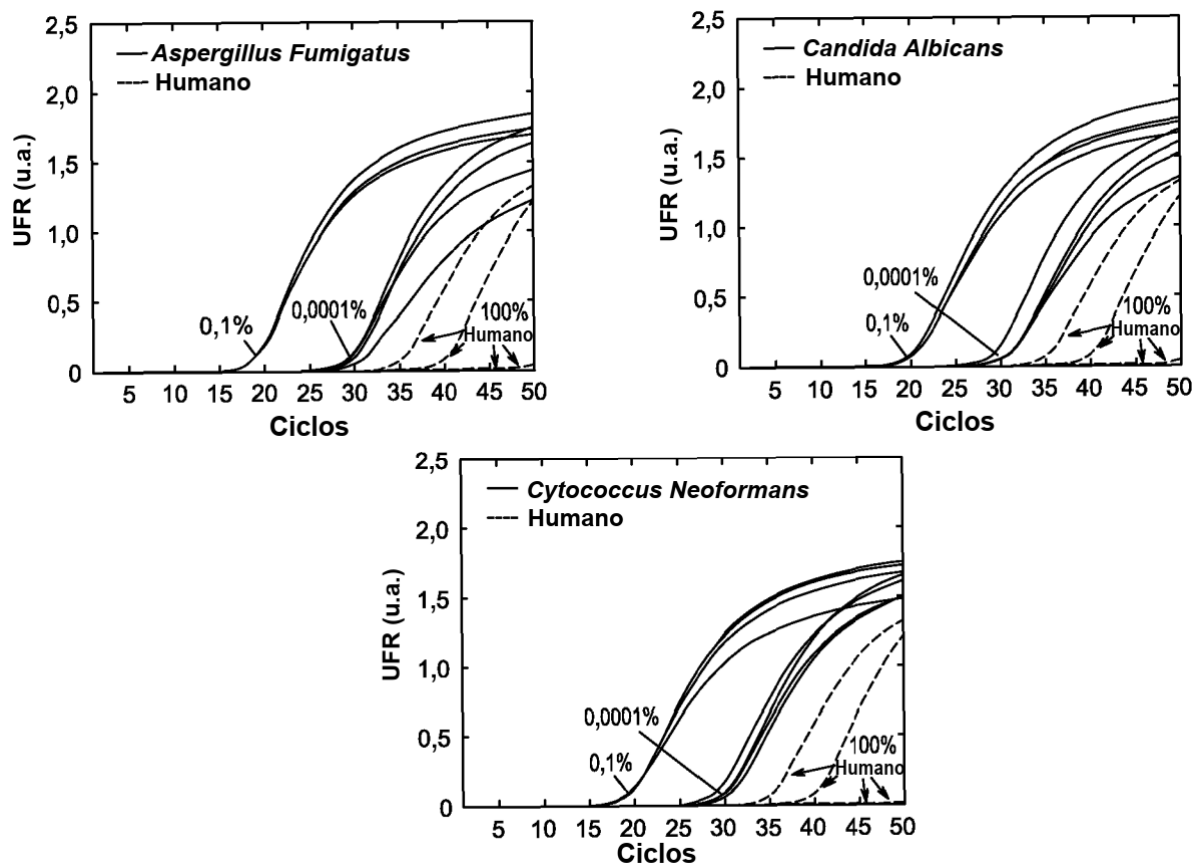 2,5
2,0
1,5
1,0
0,5
0
UFR (u.a.)
Aspergillus Fumigatus
Humano
0,1%
0,0001%
100%
Humano
5 10 15 20 25 30 35 40 45 50
Ciclos
2,5
2,0
1,5
1,0
0,5
0
UFR (u.a.)
Candida Albicans
Humano
0,0001%
0,1%
100%
Humano
5 10 15 20 25 30 35 40 45 50
Ciclos
2,5
2,0
1,5
1,0
0,5
0
UFR (u.a.)
Cytococcus Neoformans
Humano
0,0001%
0,1%
100%
Humano
5 10 15 20 25 30 35 40 45 50
Ciclos